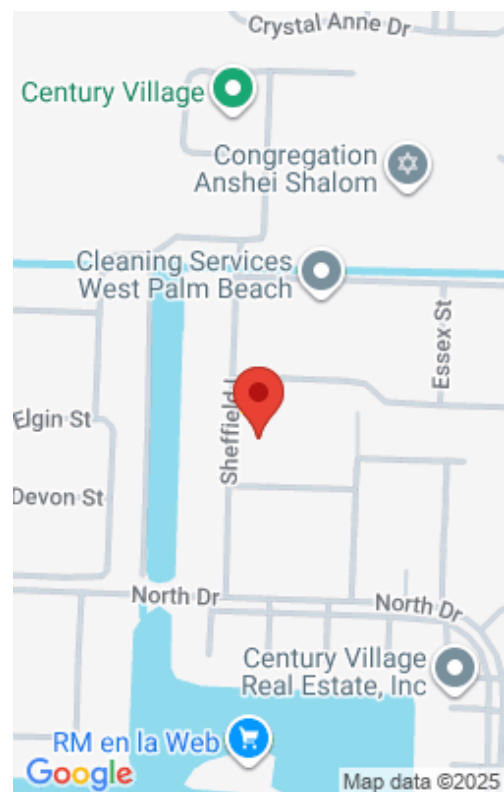 Crystal Anne Dr
Century Village
Congregation
Anshei Shalom
Cleaning Services
West Palm Beach
Essex St
Sheffield
Elgin St
Devon St
North Dr
North Dr
Century Village
Real Estate, Inc
RM en la Web
Google
Map data ©2025